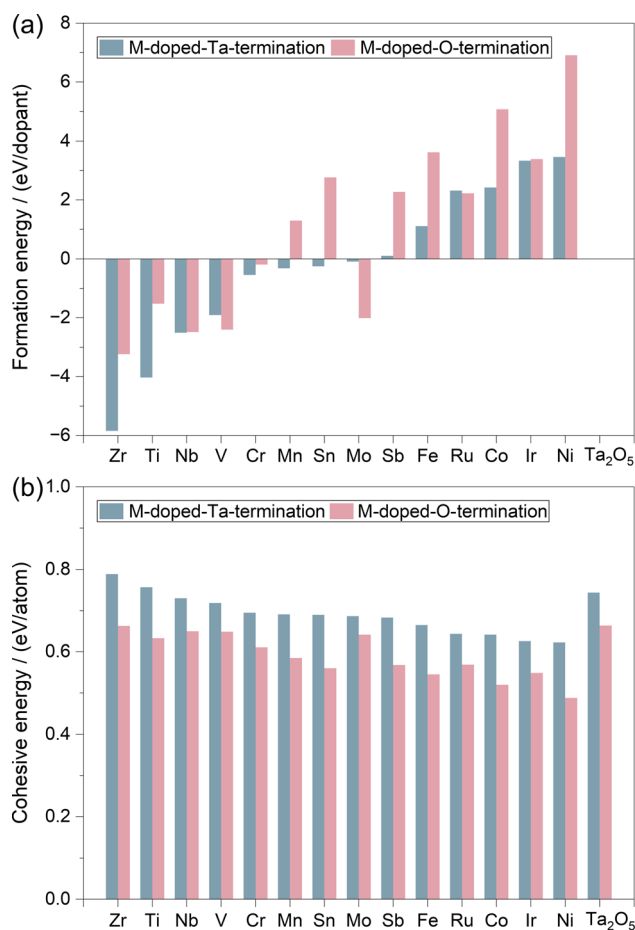 (a)
M-doped-Ta-termination M-doped-O-termination
Formation energy / (eV/dopant)
8
6
4
2
0
−2
−4
−6
Zr Ti Nb V Cr Mn Sn Mo Sb Fe Ru Co Ir Ni Ta₂O₅
(b)
M-doped-Ta-termination M-doped-O-termination
Cohesive energy / (eV/atom)
1.0
0.8
0.6
0.4
0.2
0.0
Zr Ti Nb V Cr Mn Sn Mo Sb Fe Ru Co Ir Ni Ta₂O₅